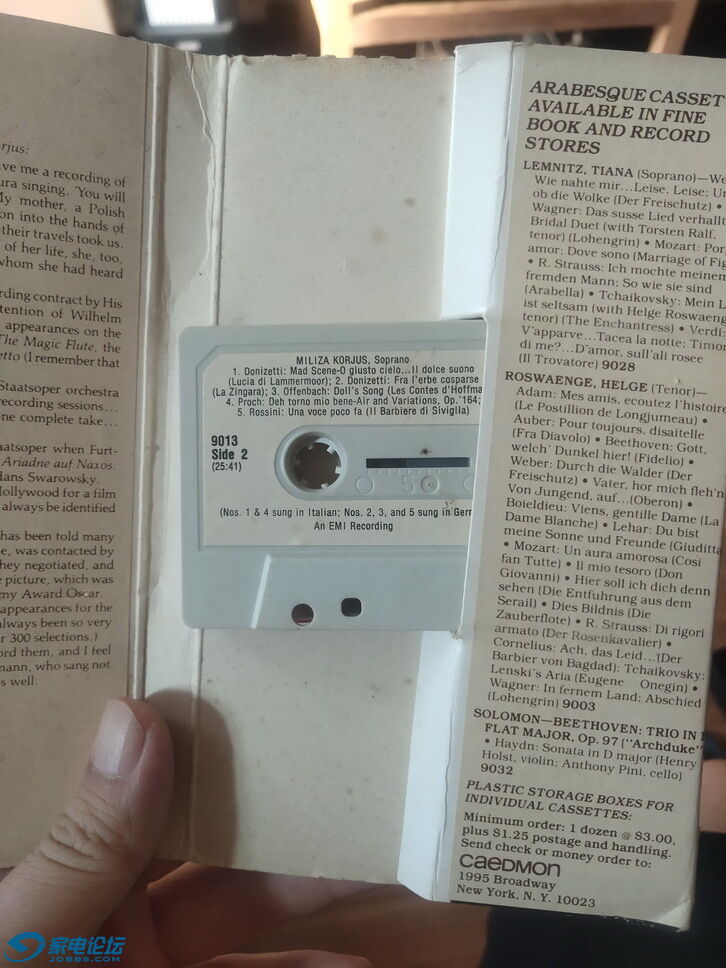 rjus:
ve me a recording of
ura singing. 'You will
My mother, a Polish
on into the hands of
their travels took us.
of her life, she, too,
whom she had heard
rding contract by His
tention of Wilhelm
appearances on the
The Magic Flute, the
etto (I remember that
Staatsoper orchestra
recording sessions...
one complete take...
aatsoper when Furt-
Ariadne auf Naxos.
Hans Swarowsky.
Hollywood for a film
always be identified
has been told many
e, was contacted by
they negotiated, and
e picture, which was
my Award Oscar.
appearances for the
always been so very
r 300 selections.)
ord them, and I feel
mann, who sang not
s well.
MILIZA KORJUS, Soprano
1. Donizetti: Mad Scene-O giusto cielo...Il dolce suono
(Lucia di Lammermoor); 2. Donizetti: Fra l'erbe cosparse
(La Zingara); 3. Offenbach: Doll's Song (Les Contes d'Hoffma
4. Proch: Deh torno mio bene-Air and Variations, Op. 164;
5. Rossini: Una voce poco fa (Il Barbiere di Siviglia)
9013
Side 2
(25:41)
50
(Nos. 1 & 4 sung in Italian; Nos. 2, 3, and 5 sung in Gern
An EMI Recording
ARABESQUE CASSET
AVAILABLE IN FINE
BOOK AND RECORD
STORES
LEMNITZ, TIANA (Soprano)—We
Wie nahte mir...Leise, Leise; Un
ob die Wolke (Der Freischutz) •
Wagner: Das susse Lied verhallt
Bridal Duet (with Torsten Ralf,
tenor) (Lohengrin) • Mozart: Por
amor; Dove sono (Marriage of Fig
• R. Strauss: Ich mochte meinem
fremden Mann; So wie sie sind
(Arabella) • Tchaikovsky: Mein L
ist seltsam (with Helge Roswaeng
tenor) (The Enchantress) • Verdi:
V'apparve...Tacea la notte; Timor
di me?...D'amor, sull'ali rosee
(Il Trovatore) 9028
ROSWAENGE, HELGE (Tenor)—
Adam: Mes amis, ecoutez l'histoire
(Le Postillion de Longjumeau) •
Auber: Pour toujours, disaitelle
(Fra Diavolo) • Beethoven: Gott,
welch' Dunkel hier! (Fidelio) •
Weber: Durch die Walder (Der
Freischutz) • Vater, hor mich fleh'n
Von Jungend, auf...(Oberon) •
Boieldieu: Viens, gentille Dame (La
Dame Blanche) • Lehar: Du bist
meine Sonne und Freunde (Giuditta
• Mozart: Un aura amorosa (Cosi
fan Tutte) • Il mio tesoro (Don
Giovanni) • Hier soll ich dich denn
sehen (Die Entfuhrung aus dem
Serail) • Dies Bildnis (Die
Zauberflote) • R. Strauss: Di rigori
armato (Der Rosenkavalier) •
Cornelius: Ach, das Leid...(Der
Barbier von Bagdad); Tchaikovsky:
Lenski's Aria (Eugene Onegin) •
Wagner: In fernem Land; Abschied
(Lohengrin) 9003
SOLOMON—BEETHOVEN: TRIO IN
FLAT MAJOR, Op. 97 ("Archduke"
• Haydn: Sonata in D major (Henry
Holst, violin; Anthony Pini, cello)
9032
PLASTIC STORAGE BOXES FOR
INDIVIDUAL CASSETTES:
Minimum order: 1 dozen @ $3.00,
plus $1.25 postage and handling.
Send check or money order to:
CAEDMON
1995 Broadway
New York, N. Y. 10023
家电论坛
JDBBS.COM